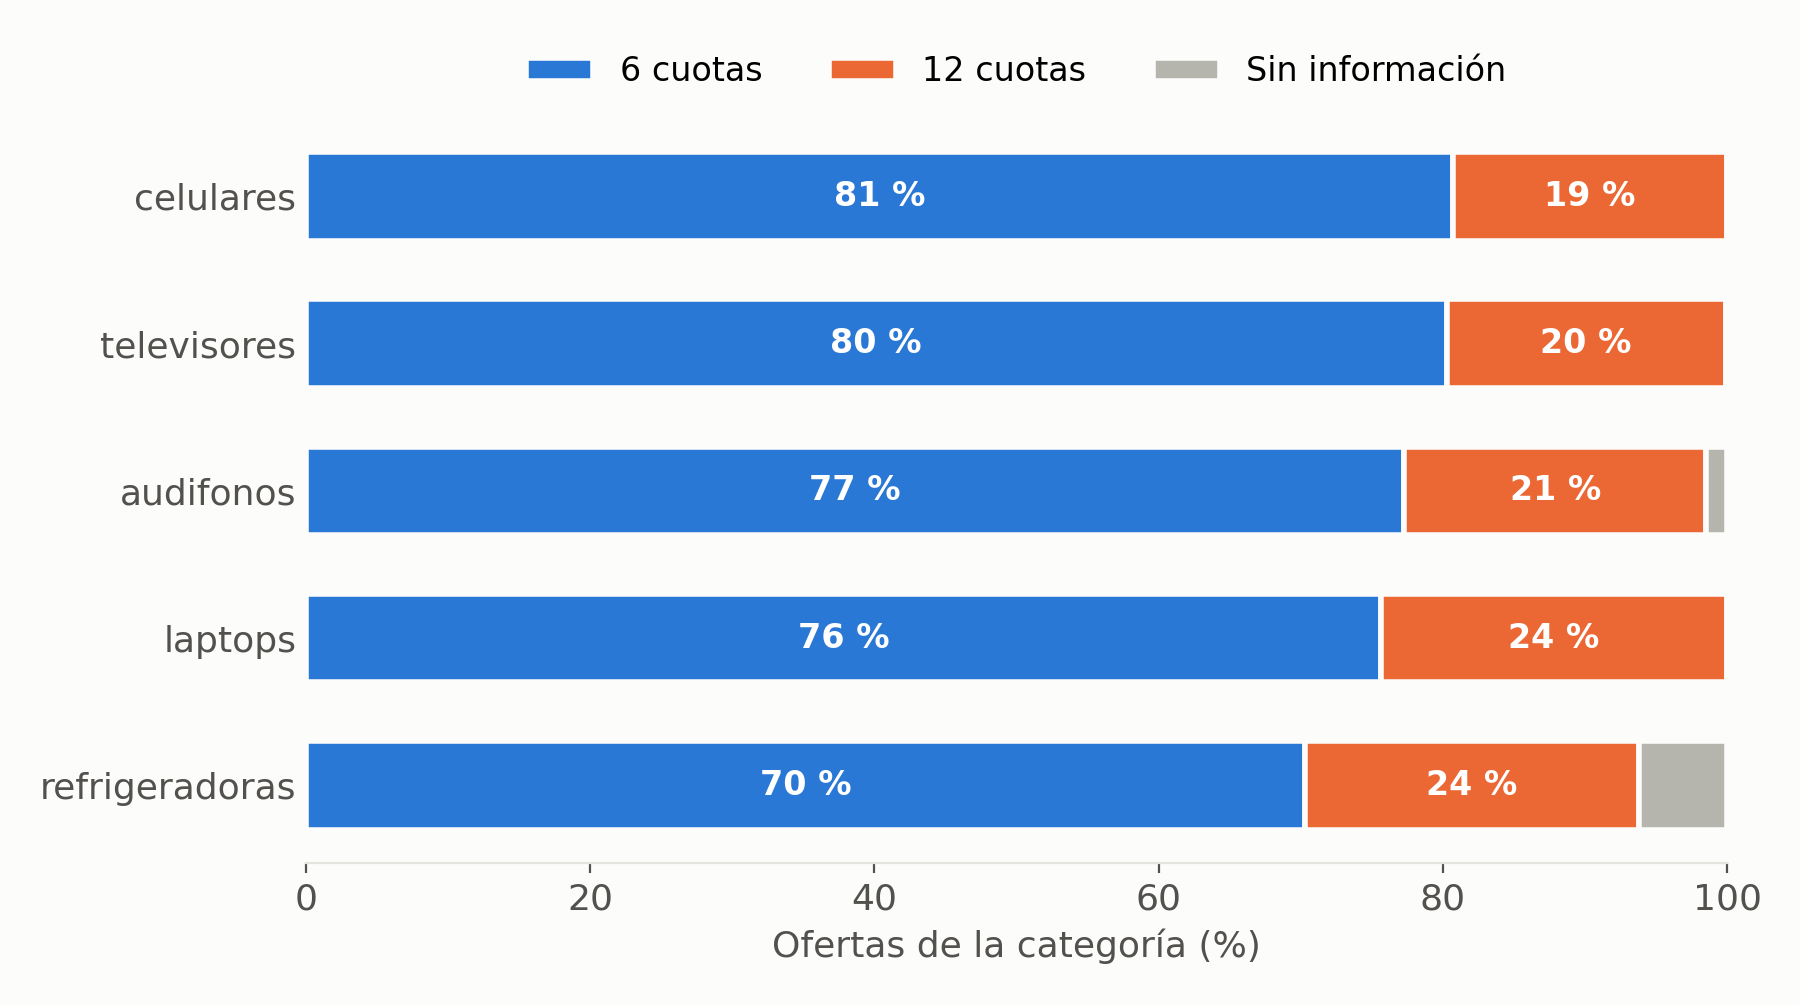 6 cuotas 12 cuotas Sin información
celulares 81 % 19 %
televisores 80 % 20 %
audifonos 77 % 21 %
laptops 76 % 24 %
refrigeradoras 70 % 24 %
0 20 40 60 80 100
Ofertas de la categoría (%)